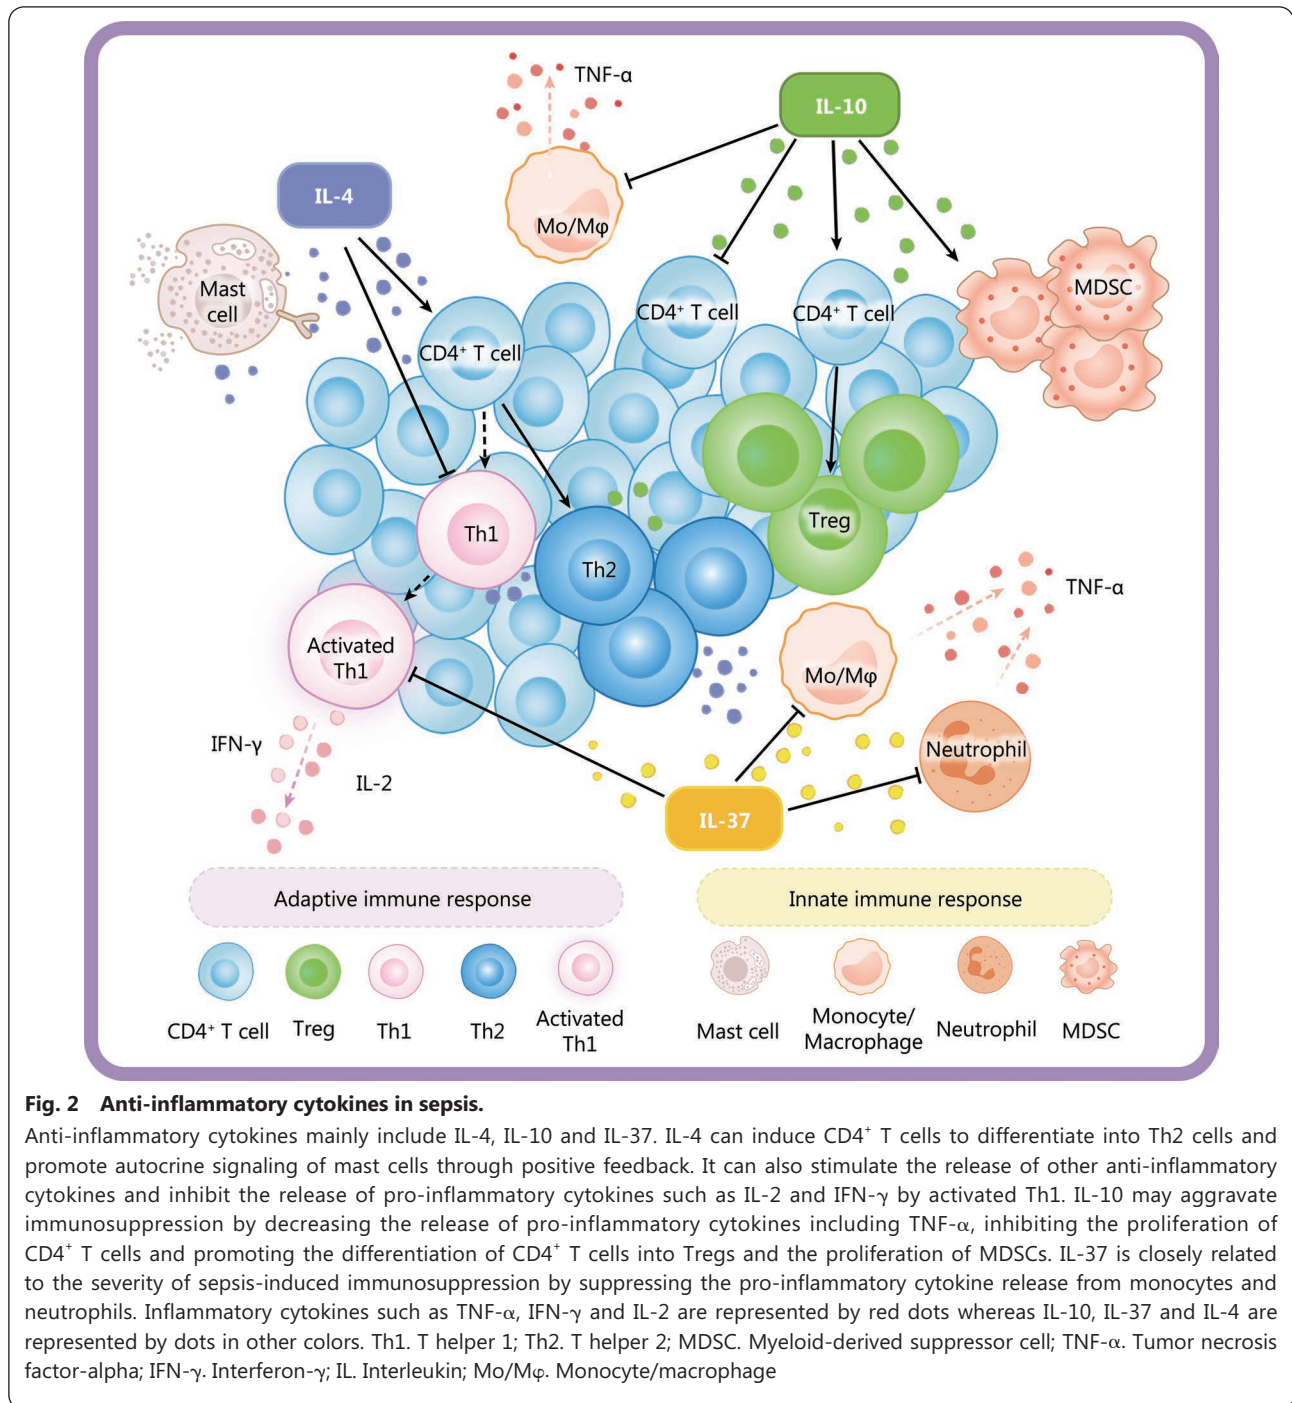 TNF-α
IL-10
IL-4
Mo/Mφ
Mast
cell
MDSC
CD4⁺ T cell
CD4⁺ T cell
CD4⁺ T cell
Treg
Th1
Th2
TNF-α
Activated
Th1
Mo/Mφ
IFN-γ
Neutrophil
IL-2
IL-37
Adaptive immune response
Innate immune response
CD4⁺ T cell
Treg
Th1
Th2
Activated
Th1
Mast cell
Monocyte/
Macrophage
Neutrophil
MDSC
Fig. 2 Anti-inflammatory cytokines in sepsis.
Anti-inflammatory cytokines mainly include IL-4, IL-10 and IL-37. IL-4 can induce CD4⁺ T cells to differentiate into Th2 cells and
promote autocrine signaling of mast cells through positive feedback. It can also stimulate the release of other anti-inflammatory
cytokines and inhibit the release of pro-inflammatory cytokines such as IL-2 and IFN-γ by activated Th1. IL-10 may aggravate
immunosuppression by decreasing the release of pro-inflammatory cytokines including TNF-α, inhibiting the proliferation of
CD4⁺ T cells and promoting the differentiation of CD4⁺ T cells into Tregs and the proliferation of MDSCs. IL-37 is closely related
to the severity of sepsis-induced immunosuppression by suppressing the pro-inflammatory cytokine release from monocytes and
neutrophils. Inflammatory cytokines such as TNF-α, IFN-γ and IL-2 are represented by red dots whereas IL-10, IL-37 and IL-4 are
represented by dots in other colors. Th1. T helper 1; Th2. T helper 2; MDSC. Myeloid-derived suppressor cell; TNF-α. Tumor necrosis
factor-alpha; IFN-γ. Interferon-γ; IL. Interleukin; Mo/Mφ. Monocyte/macrophage